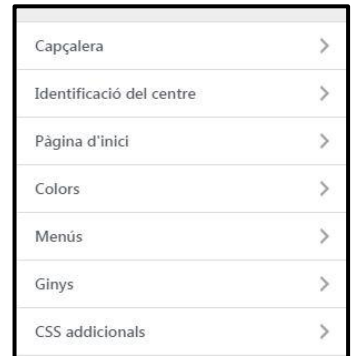 Capçalera
Identificació del centre
Pàgina d'inici
Colors
Menús
Ginys
CSS addicionals